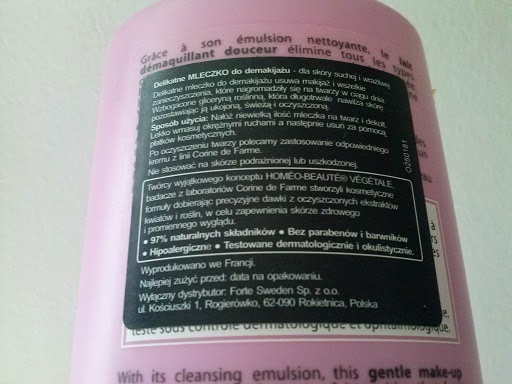 Grâce à son émulsion nettoyante, le lait
démaquillant douceur élimine tous les types
Delikatne MLECZKO do demakijażu - dla skóry suchej i wrażliwej
Delikatne mleczko do demakijażu usuwa makijaż i wszelkie
zanieczyszczenia, które nagromadziły się na twarzy w ciągu dnia.
Wzbogacone gliceryną roślinną, która długotrwale nawilża skórę
pozostawiając ją ukojoną, świeżą i oczyszczoną.
Sposób użycia: Nałóż niewielką ilość mleczka na twarz i dekolt.
Lekko wmasuj okrężnymi ruchami a następnie usuń za pomocą
płatków kosmetycznych.
Po oczyszczeniu twarzy polecamy zastosowanie odpowiedniego
kremu z linii Corine de Farme.
Nie stosować na skórze podrażnionej lub uszkodzonej.
O250181
Twórcy wyjątkowego konceptu HOMÉO-BEAUTÉ® VÉGÉTALE,
badacze z laboratoriów Corine de Farme stworzyli kosmetyczne
formuły dobierając precyzyjne dawki z oczyszczonych ekstraktów
kwiatów i roślin, w celu zapewnienia skórze zdrowego
i promiennego wyglądu.
• 97% naturalnych składników • Bez parabenów i barwników
• Hipoalergiczne • Testowane dermatologicznie i okulistycznie.
Wyprodukowano we Francji.
Najlepiej zużyć przed: data na opakowaniu.
Wyłączny dystrybutor: Forte Sweden Sp. z o.o.
ul. Kościuszki 1, Rogierówko, 62-090 Rokietnica, Polska
testé sous contrôle dermatologique et ophtalmologique.
With its cleansing emulsion, this gentle make-up